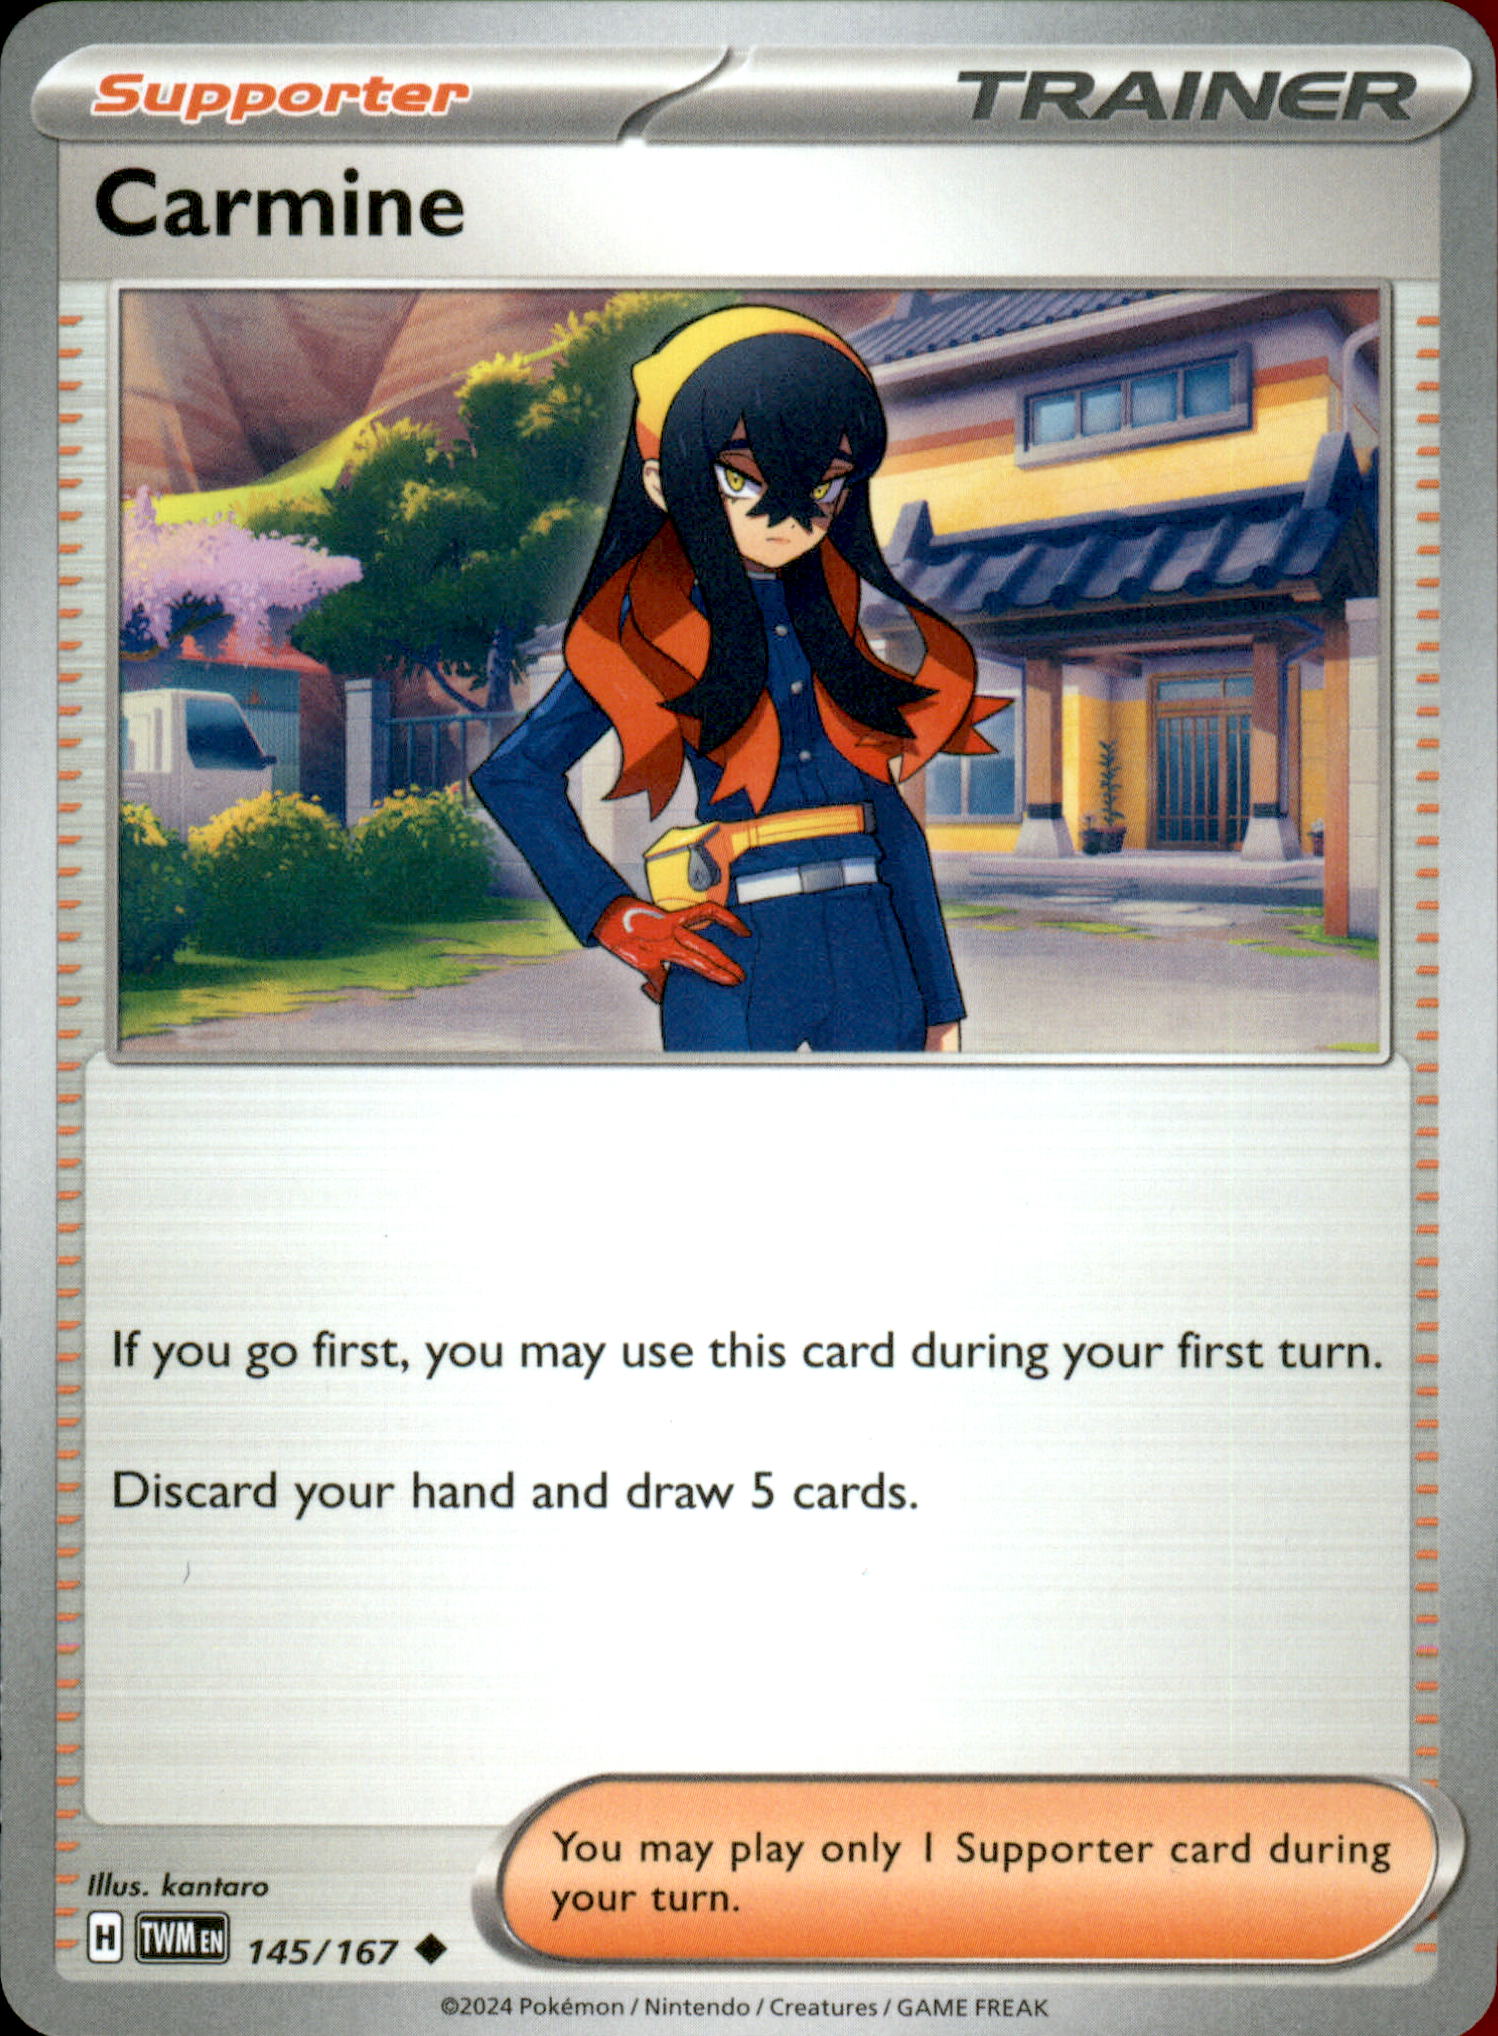 Supporter
TRAINER
Carmine
If you go first, you may use this card during your first turn.
Discard your hand and draw 5 cards.
You may play only 1 Supporter card during
your turn.
Illus. kantaro
H TWM EN 145/167
©2024 Pokémon / Nintendo / Creatures / GAME FREAK